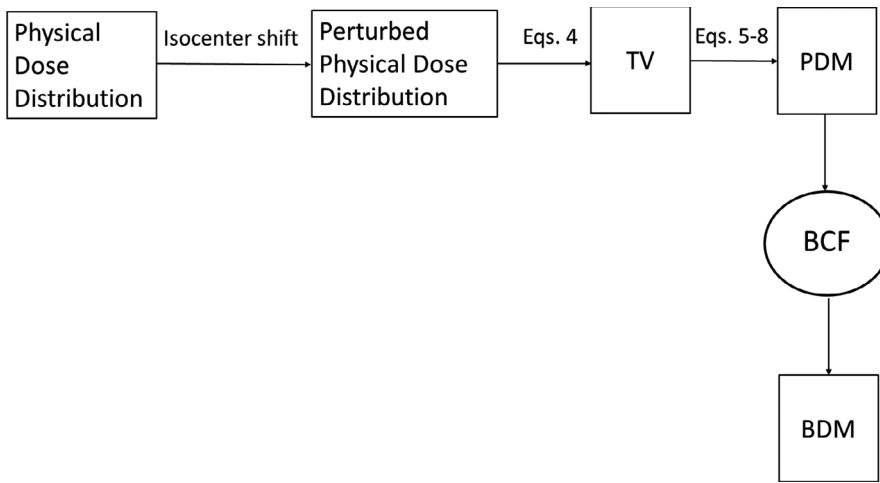 Physical
Dose
Distribution
Isocenter shift
Perturbed
Physical Dose
Distribution
Eqs. 4
TV
Eqs. 5-8
PDM
BCF
BDM